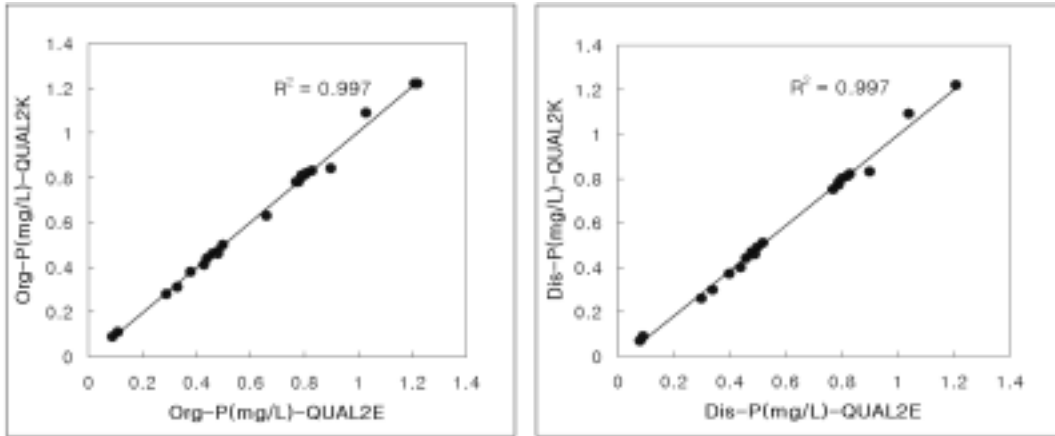 1.4
1.2
1
0.8
0.6
0.4
0.2
0
0 0.2 0.4 0.6 0.8 1 1.2 1.4
Org-P(mg/L)-QUAL2K
Org-P(mg/L)-QUAL2E
R² = 0.997
1.4
1.2
1
0.8
0.6
0.4
0.2
0
0 0.2 0.4 0.6 0.8 1 1.2 1.4
Dis-P(mg/L)-QUAL2K
Dis-P(mg/L)-QUAL2E
R² = 0.997